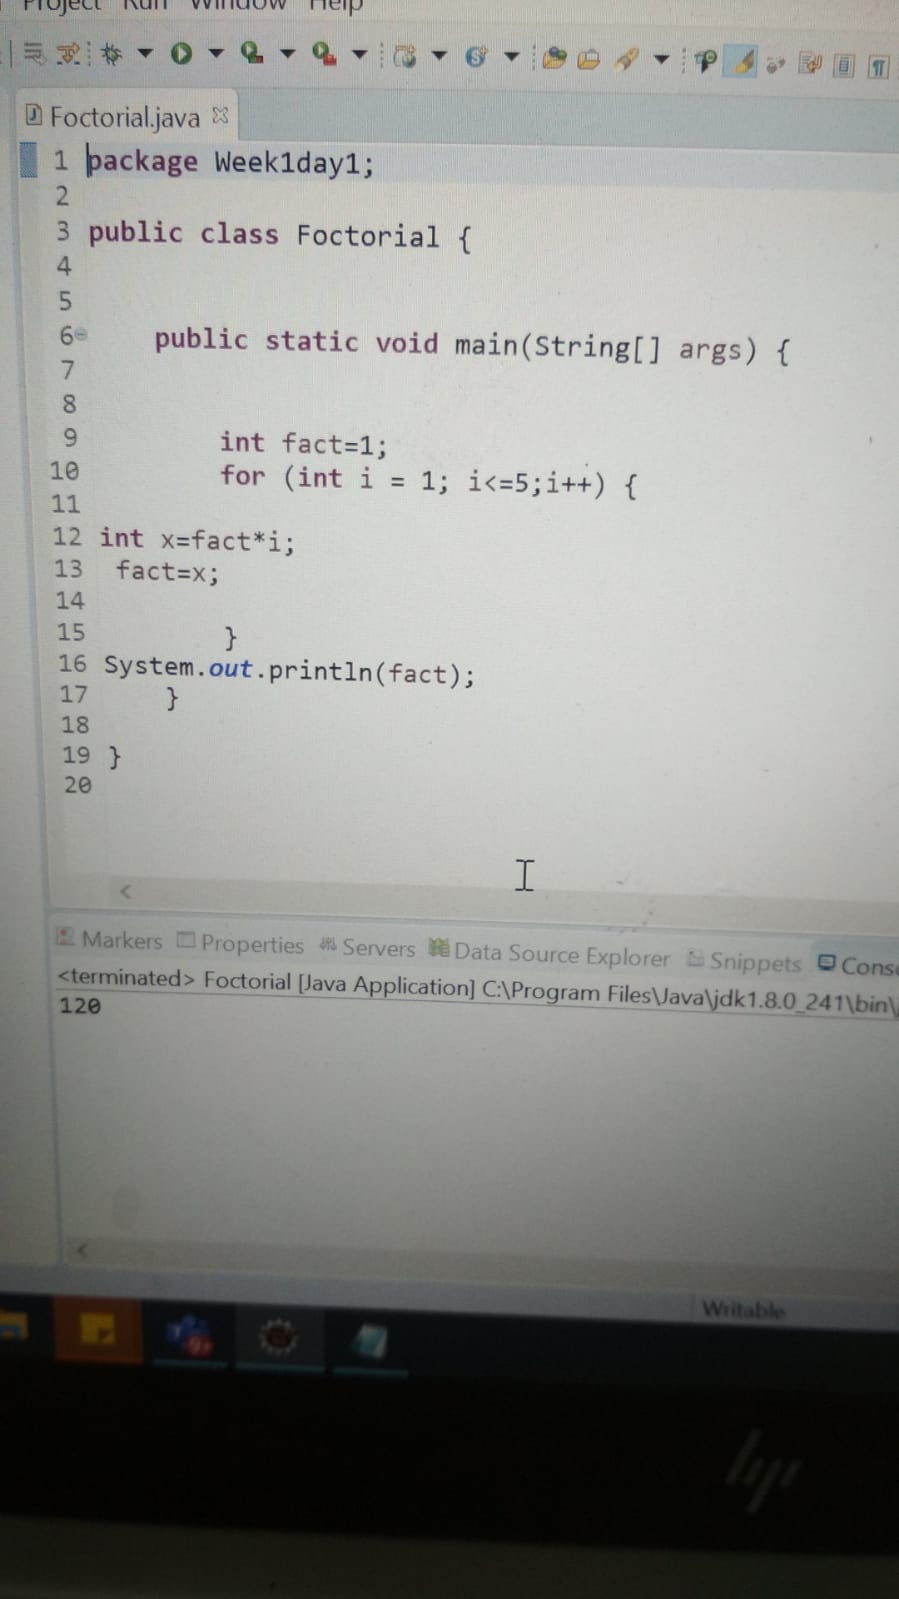 Project Run Window Help
Foctorial.java
1 package Week1day1;
2
3 public class Foctorial {
4
5
6 public static void main(String[] args) {
7
8
9 int fact=1;
10 for (int i = 1; i<=5;i++) {
11
12 int x=fact*i;
13 fact=x;
14
15 }
16 System.out.println(fact);
17 }
18
19 }
20
Markers Properties Servers Data Source Explorer Snippets Conso
<terminated> Foctorial [Java Application] C:\Program Files\Java\jdk1.8.0_241\bin\
120
Writable
9+
hp